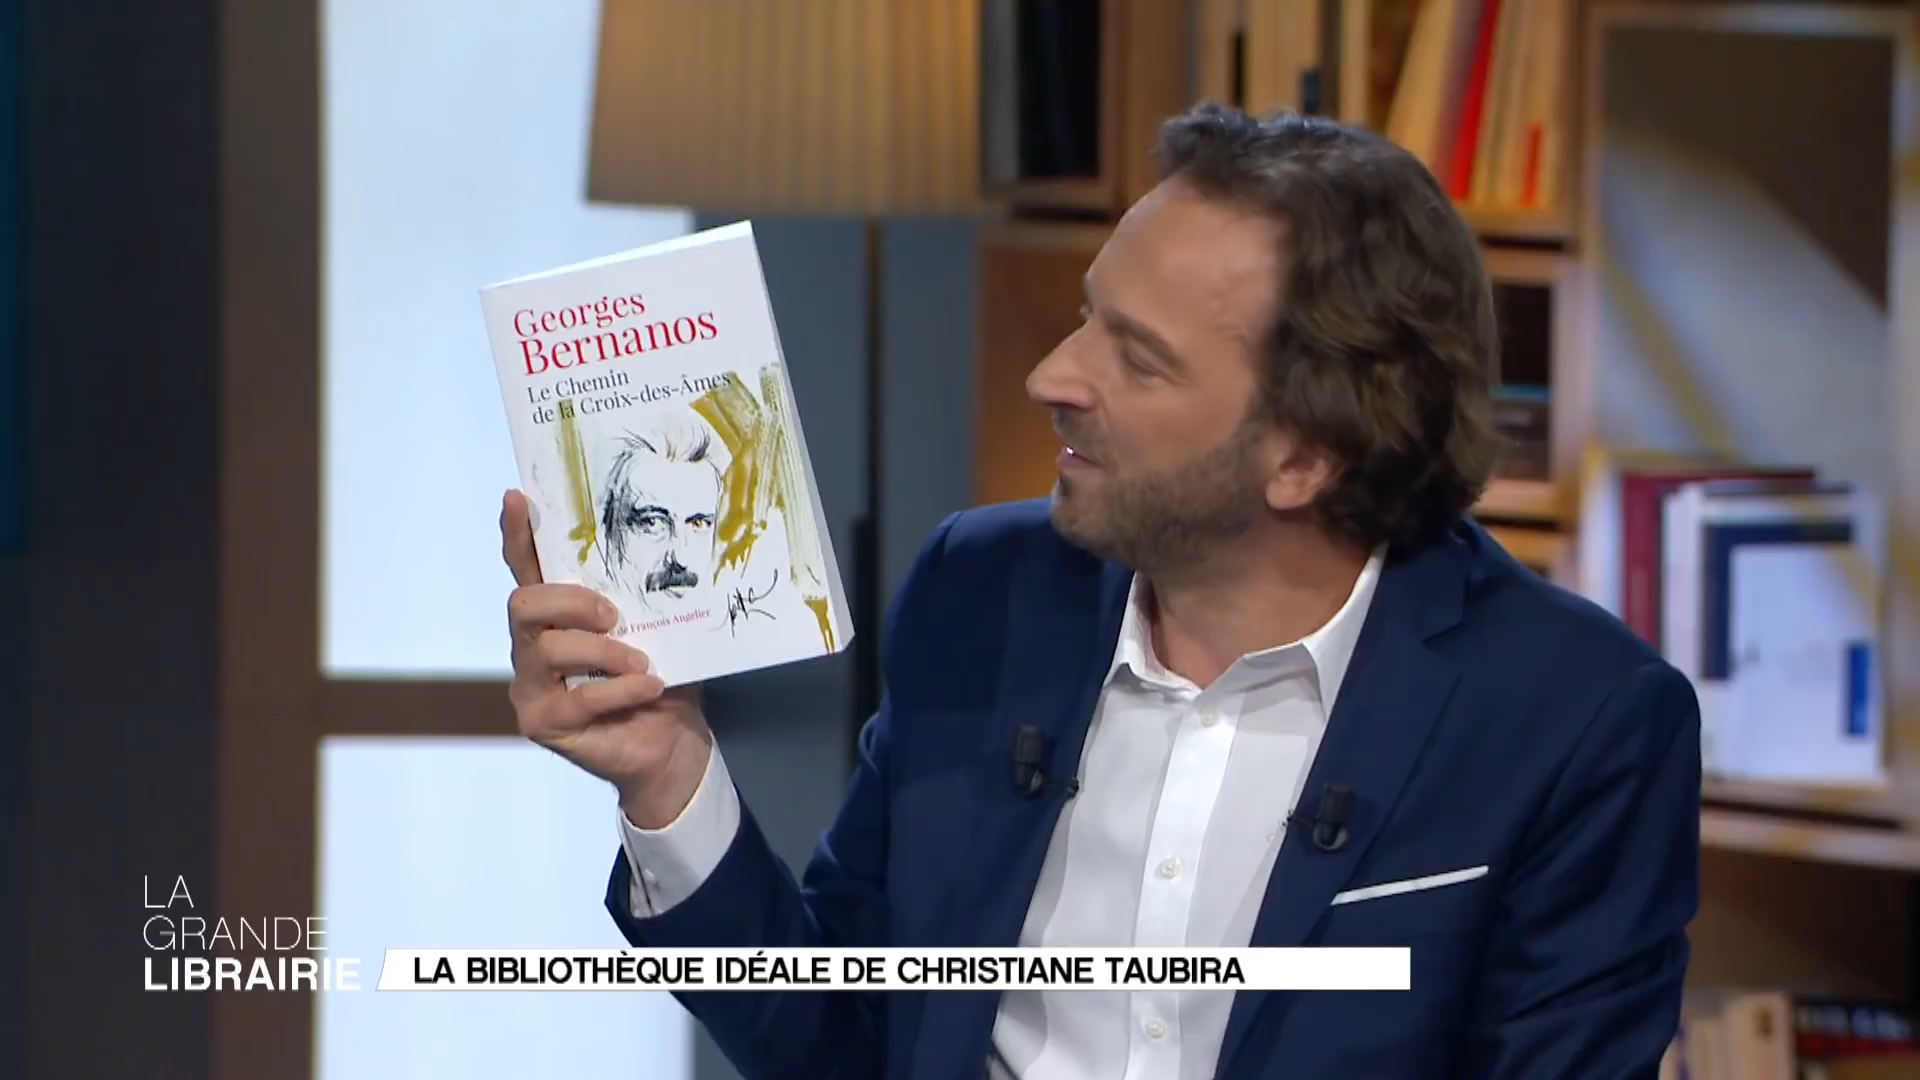 Georges
Bernanos
Le Chemin
de la Croix-des-Âmes
de François Angelier
LA
GRANDE
LIBRAIRIE
LA BIBLIOTHÈQUE IDÉALE DE CHRISTIANE TAUBIRA